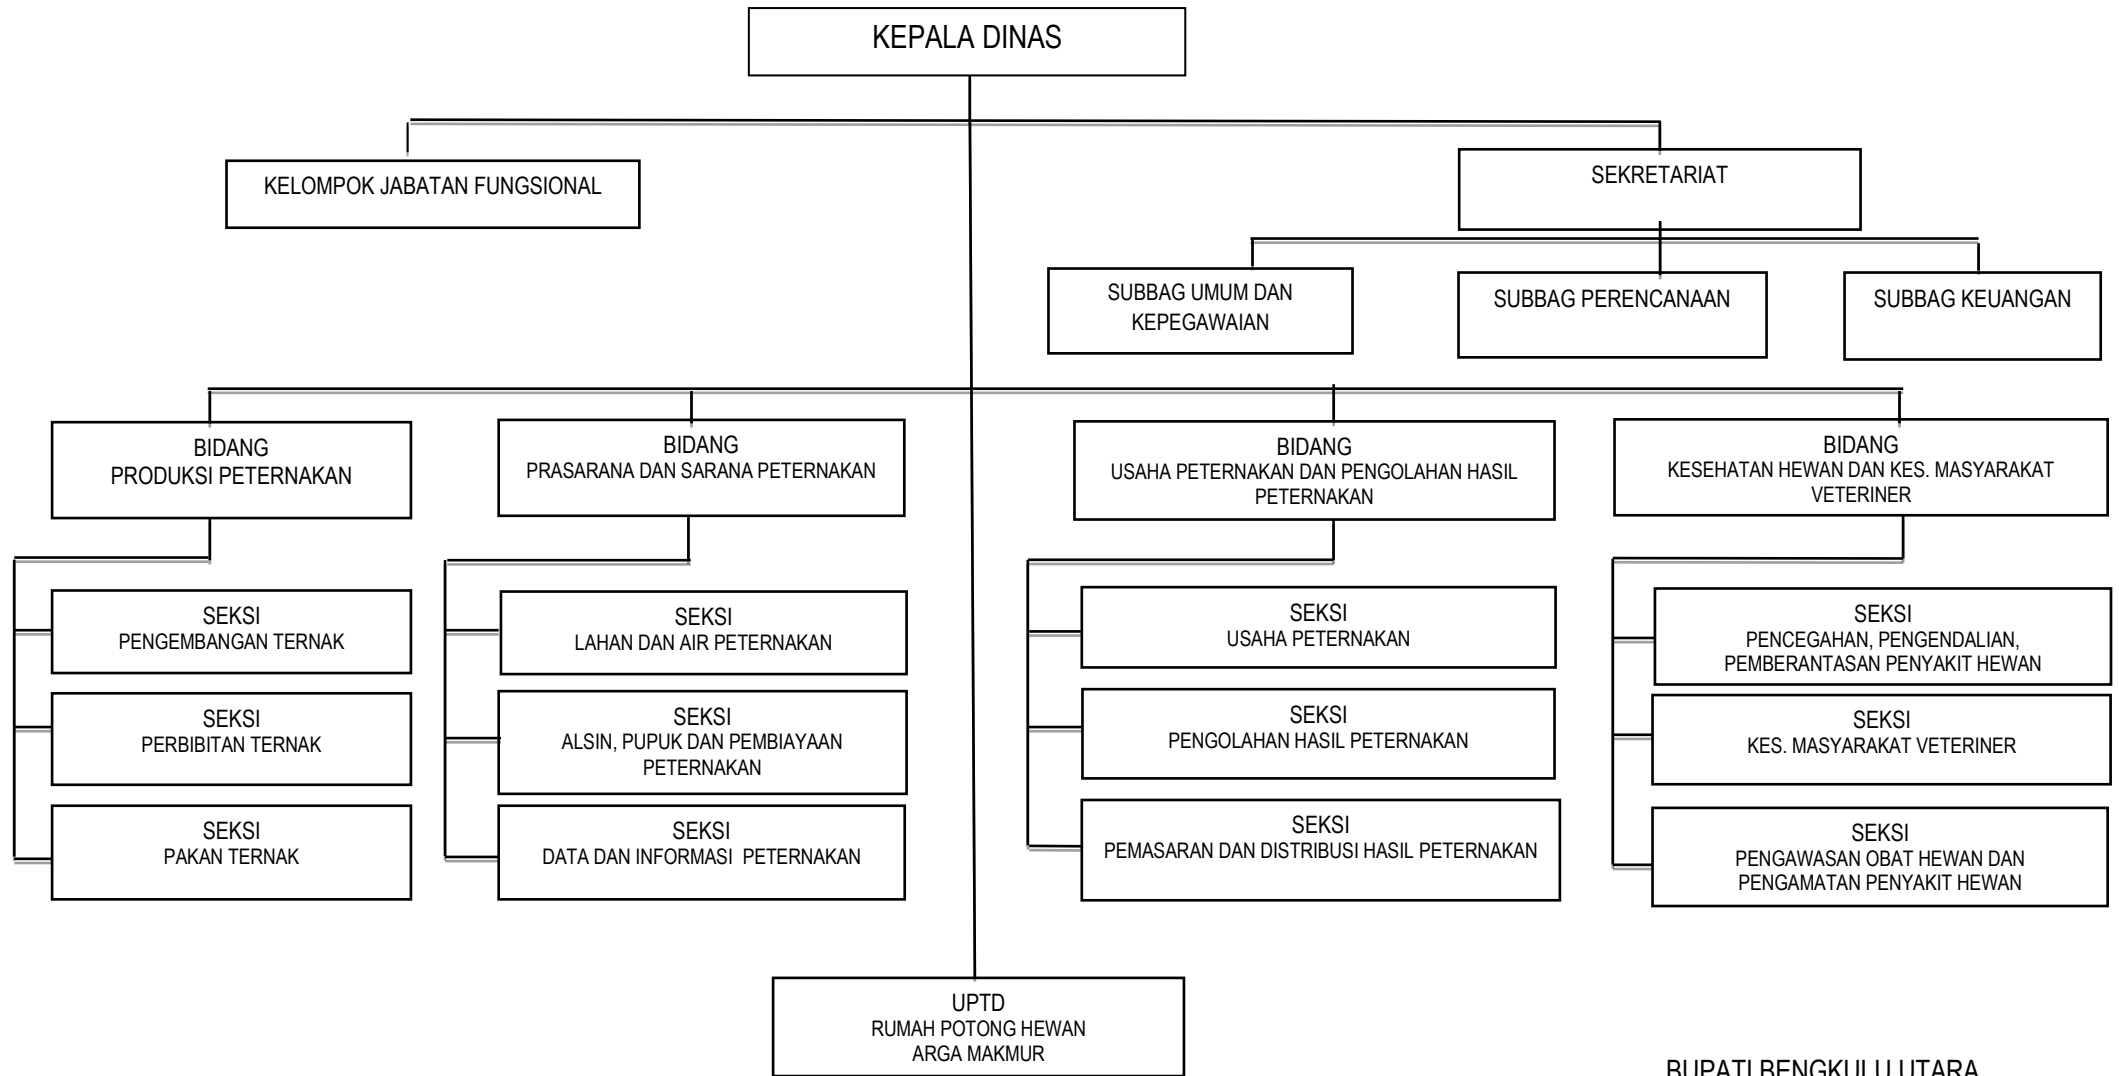 KEPALA DINAS
KELOMPOK JABATAN FUNGSIONAL
SEKRETARIAT
SUBBAG UMUM DAN
KEPEGAWAIAN
SUBBAG PERENCANAAN
SUBBAG KEUANGAN
BIDANG
PRODUKSI PETERNAKAN
BIDANG
PRASARANA DAN SARANA PETERNAKAN
BIDANG
USAHA PETERNAKAN DAN PENGOLAHAN HASIL
PETERNAKAN
BIDANG
KESEHATAN HEWAN DAN KES. MASYARAKAT
VETERINER
SEKSI
PENGEMBANGAN TERNAK
SEKSI
LAHAN DAN AIR PETERNAKAN
SEKSI
USAHA PETERNAKAN
SEKSI
PENCEGAHAN, PENGENDALIAN,
PEMBERANTASAN PENYAKIT HEWAN
SEKSI
PERBIBITAN TERNAK
SEKSI
ALSIN, PUPUK DAN PEMBIAYAAN
PETERNAKAN
SEKSI
PENGOLAHAN HASIL PETERNAKAN
SEKSI
KES. MASYARAKAT VETERINER
SEKSI
PAKAN TERNAK
SEKSI
DATA DAN INFORMASI  PETERNAKAN
SEKSI
PEMASARAN DAN DISTRIBUSI HASIL PETERNAKAN
SEKSI
PENGAWASAN OBAT HEWAN DAN
PENGAMATAN PENYAKIT HEWAN
UPTD
RUMAH POTONG HEWAN
ARGA MAKMUR
BUPATI BENGKULU UTARA